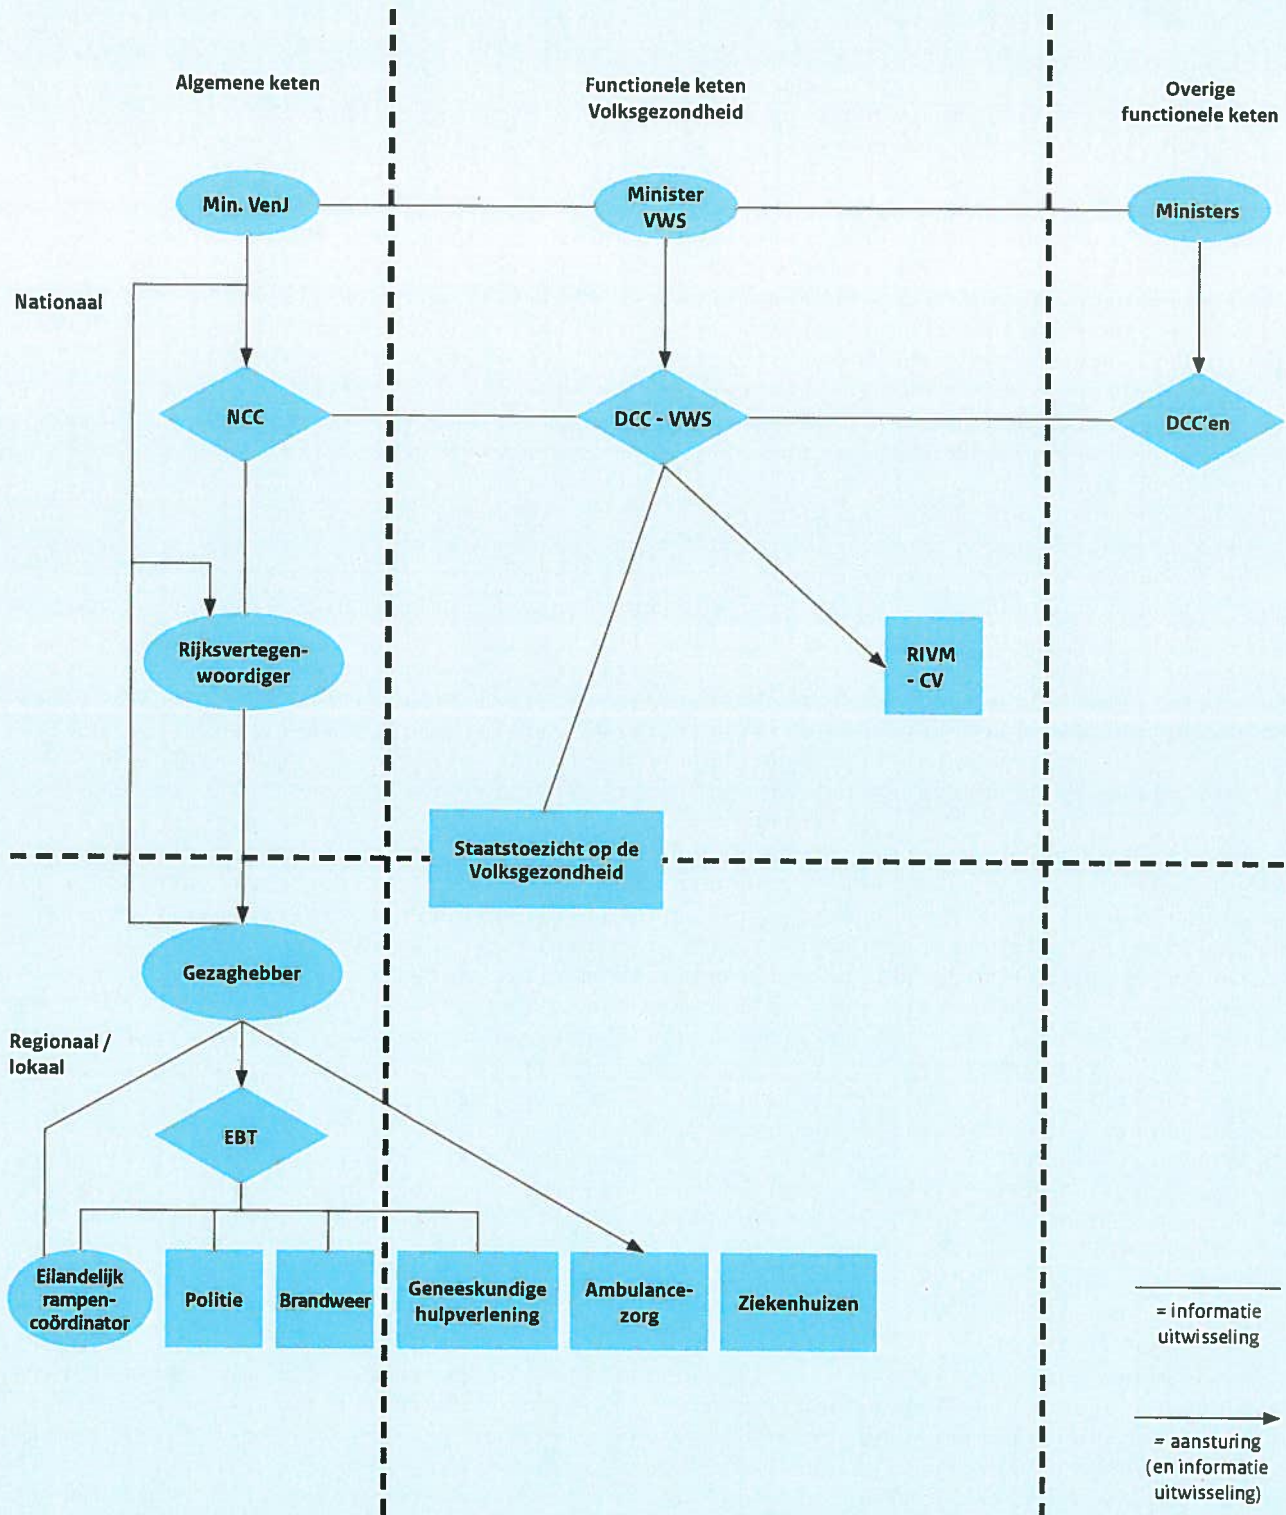 Algemene keten
Functionele keten
Volksgezondheid
Overige
functionele keten
Min. VenJ
Minister
VWS
Ministers
Nationaal
NCC
DCC - VWS
DCC'en
Rijksvertegen-
woordiger
RIVM
- CV
Staatstoezicht op de
Volksgezondheid
Gezaghebber
Regionaal /
lokaal
EBT
Eilandelijk
rampen-
coördinator
Politie
Brandweer
Geneeskundige
hulpverlening
Ambulance-
zorg
Ziekenhuizen
= informatie
uitwisseling
= aansturing
(en informatie
uitwisseling)